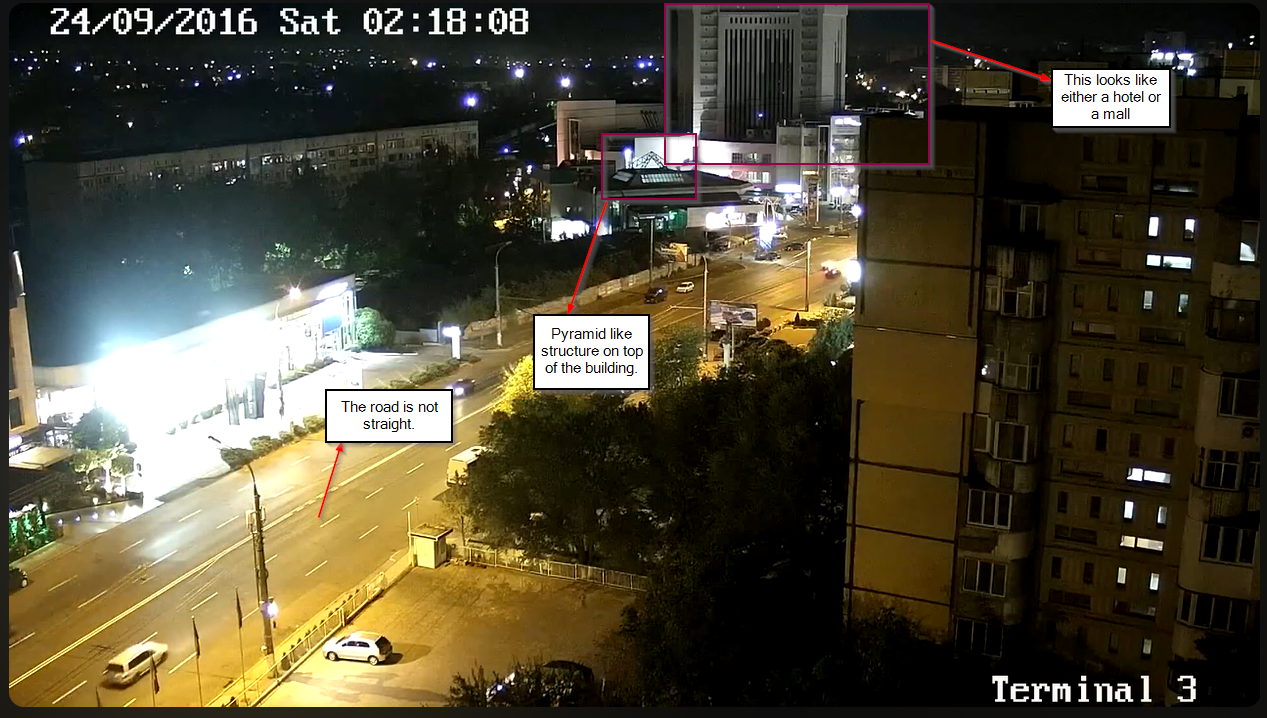 24/09/2016 Sat 02:18:08
This looks like
either a hotel or
a mall
Pyramid like
structure on top
of the building.
The road is not
straight.
Terminal 3